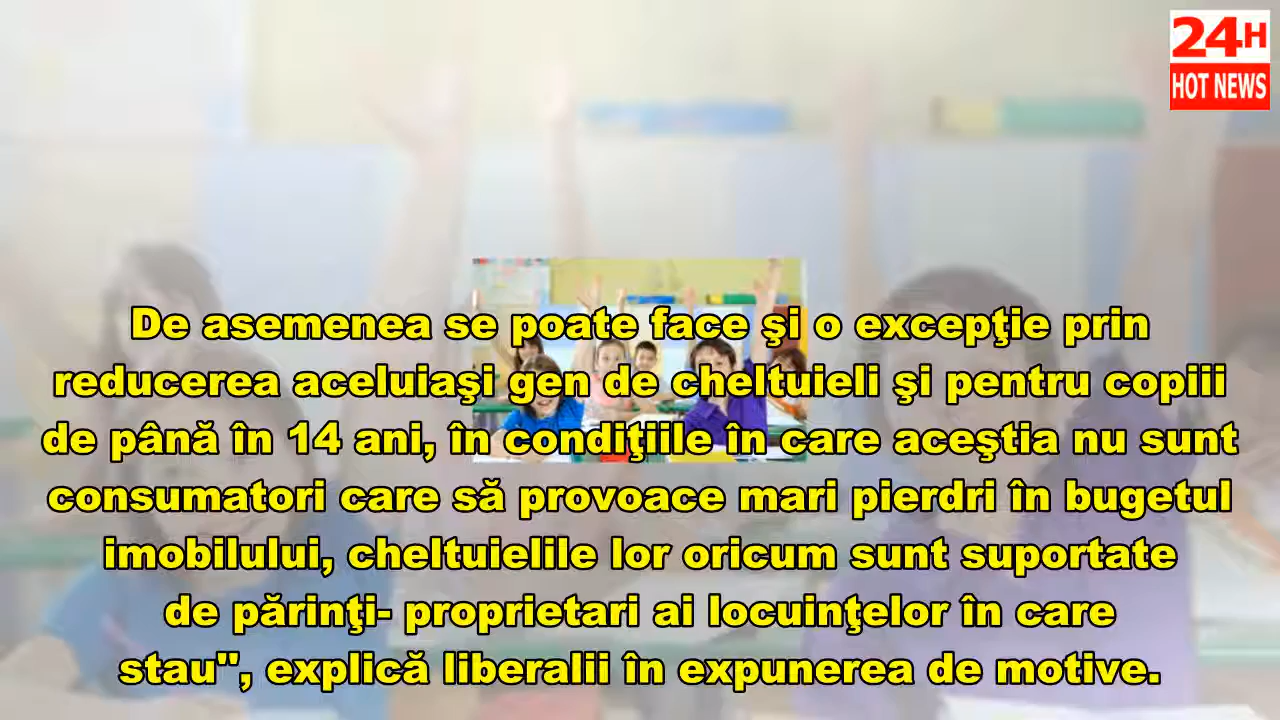 24H
HOT NEWS
De asemenea se poate face şi o excepţie prin
reducerea aceluiaşi gen de cheltuieli şi pentru copiii
de până în 14 ani, în condiţiile în care aceştia nu sunt
consumatori care să provoace mari pierdri în bugetul
imobilului, cheltuielile lor oricum sunt suportate
de părinţi- proprietari ai locuinţelor în care
stau", explică liberalii în expunerea de motive.